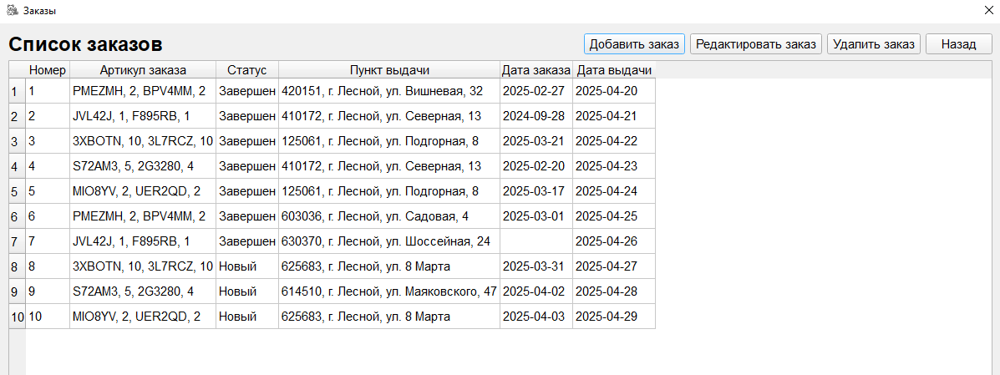 Заказы
Список заказов
Добавить заказ Редактировать заказ Удалить заказ Назад
Номер Артикул заказа Статус Пункт выдачи Дата заказа Дата выдачи
1 1 PMEZMH, 2, BPV4MM, 2 Завершен 420151, г. Лесной, ул. Вишневая, 32 2025-02-27 2025-04-20
2 2 JVL42J, 1, F895RB, 1 Завершен 410172, г. Лесной, ул. Северная, 13 2024-09-28 2025-04-21
3 3 3XBOTN, 10, 3L7RCZ, 10 Завершен 125061, г. Лесной, ул. Подгорная, 8 2025-03-21 2025-04-22
4 4 S72AM3, 5, 2G3280, 4 Завершен 410172, г. Лесной, ул. Северная, 13 2025-02-20 2025-04-23
5 5 MIO8YV, 2, UER2QD, 2 Завершен 125061, г. Лесной, ул. Подгорная, 8 2025-03-17 2025-04-24
6 6 PMEZMH, 2, BPV4MM, 2 Завершен 603036, г. Лесной, ул. Садовая, 4 2025-03-01 2025-04-25
7 7 JVL42J, 1, F895RB, 1 Завершен 630370, г. Лесной, ул. Шоссейная, 24 2025-04-26
8 8 3XBOTN, 10, 3L7RCZ, 10 Новый 625683, г. Лесной, ул. 8 Марта 2025-03-31 2025-04-27
9 9 S72AM3, 5, 2G3280, 4 Новый 614510, г. Лесной, ул. Маяковского, 47 2025-04-02 2025-04-28
10 10 MIO8YV, 2, UER2QD, 2 Новый 625683, г. Лесной, ул. 8 Марта 2025-04-03 2025-04-29